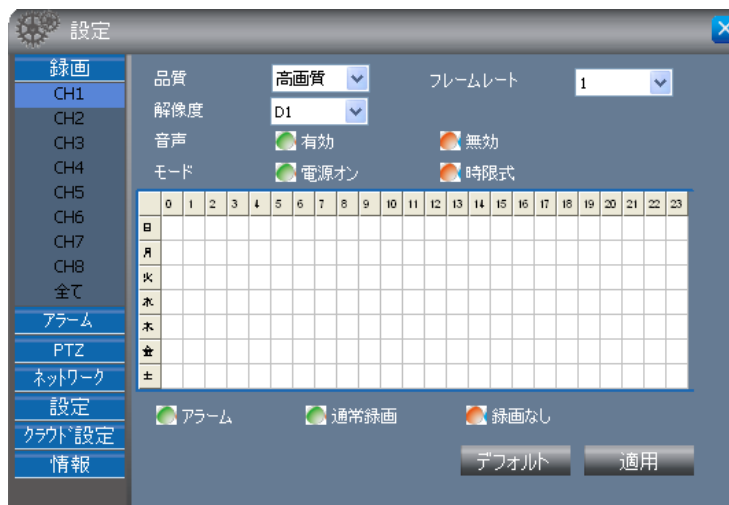 設定
録画
CH1
CH2
CH3
CH4
CH5
CH6
CH7
CH8
全て
アラーム
PTZ
ネットワーク
設定
クラウド設定
情報
品質 高画質 フレームレート 1
解像度 D1
音声 有効 無効
モード 電源オン 時限式
0 1 2 3 4 5 6 7 8 9 10 11 12 13 14 15 16 17 18 19 20 21 22 23
日
月
火
水
木
金
土
アラーム 通常録画 録画なし
デフォルト 適用